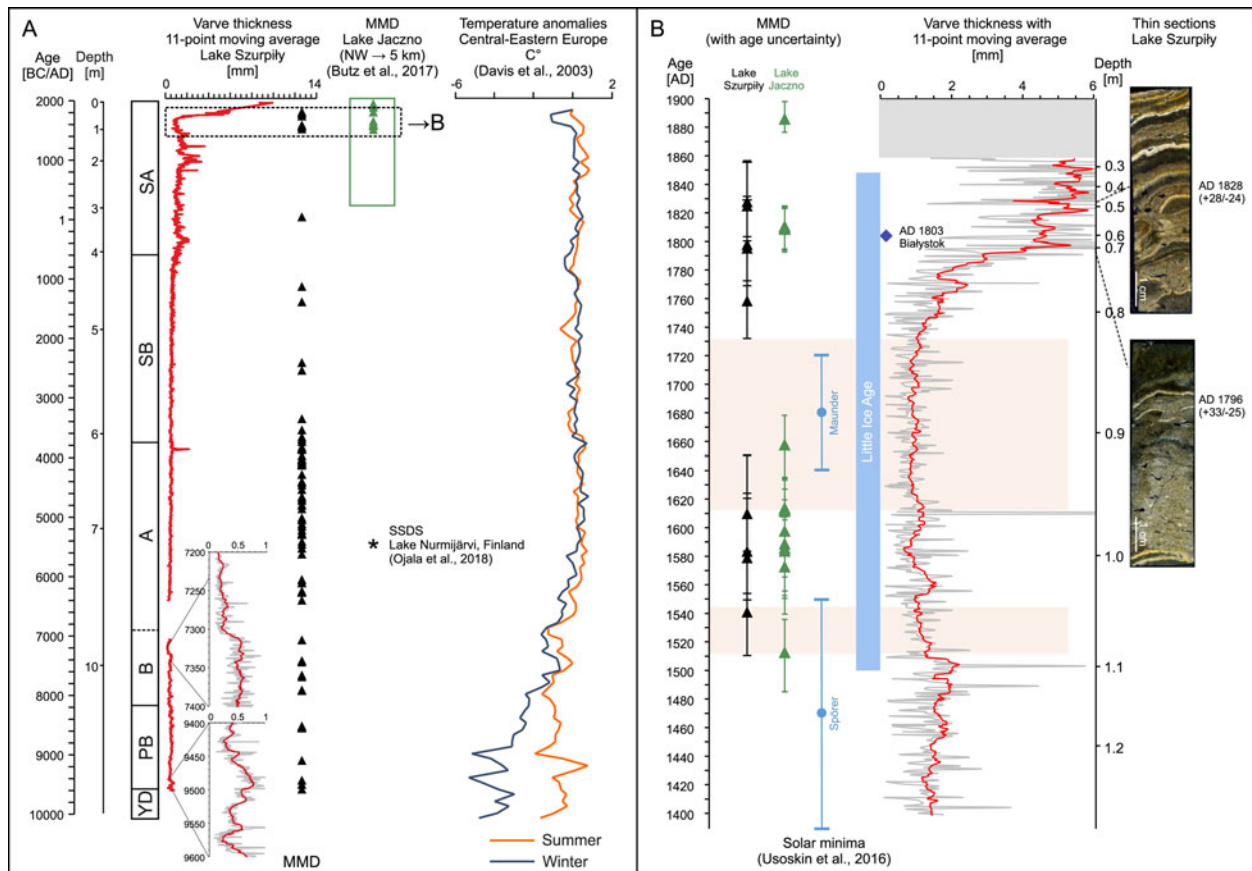 A
Varve thickness
11-point moving average
Lake Szurpiły
[mm]
MMD
Lake Jaczno
(NW → 5 km)
(Butz et al., 2017)
Temperature anomalies
Central-Eastern Europe
C°
(Davis et al., 2003)
Age
[BC/AD]
Depth
[m]
0
14
-6
2
2000
1000
1
1000
2000
3000
4000
5000
6000
7000
8000
9000
10000
0
1
2
3
4
5
6
7
10
SA
SB
A
B
PB
YD
→B
0 0.5 1
7200
7250
7300
7350
7400
0 0.5 1
9400
9450
9500
9550
9600
MMD
* SSDS
Lake Nurmijärvi, Finland
(Ojala et al., 2018)
Summer
Winter
B
MMD
(with age uncertainty)
Varve thickness with
11-point moving average
[mm]
Thin sections
Lake Szurpiły
Age
[AD]
Lake
Szurpiły
Lake
Jaczno
Depth
[m]
0
2
4
6
1900
1880
1860
1840
1820
1800
1780
1760
1740
1720
1700
1680
1660
1640
1620
1600
1580
1560
1540
1520
1500
1480
1460
1440
1420
1400
Maunder
Spörer
Little Ice Age
AD 1803
Białystok
0.3
0.4
0.5
0.6
0.7
0.8
0.9
1.0
1.1
1.2
AD 1828
(+28/-24)
1 cm
AD 1796
(+33/-25)
1 cm
Solar minima
(Usoskin et al., 2016)